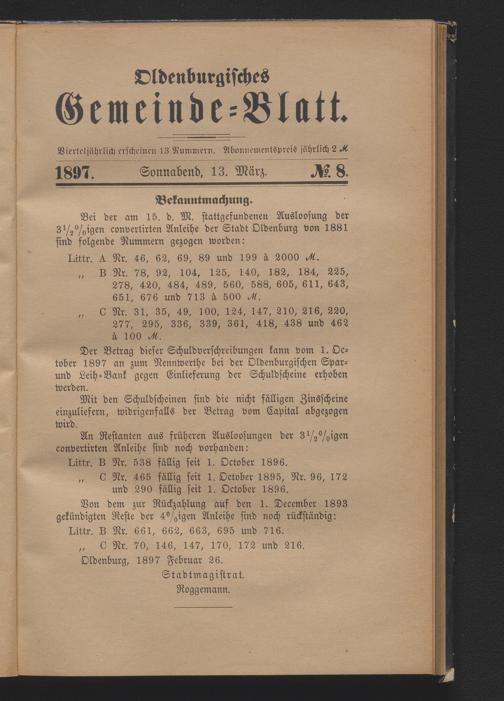 Oldenburgisches
Gemeinde-Blatt.
Vierteljährlich erscheinen 13 Nummern. Abonnementspreis jährlich 2 ℳ
1897. Sonnabend, 13. März. №. 8.
Bekanntmachung.
Bei der am 15. d. M. stattgefundenen Ausloosung der
3½%igen convertirten Anleihe der Stadt Oldenburg von 1881
sind folgende Nummern gezogen worden:
Littr. A Nr. 46, 62, 69, 89 und 199 à 2000 ℳ.
„ B Nr. 78, 92, 104, 125, 140, 182, 184, 225,
278, 420, 484, 489, 560, 588, 605, 611, 643,
651, 676 und 713 à 500 ℳ.
„ C Nr. 31, 35, 49, 100, 124, 147, 210, 216, 220,
277, 295, 336, 339, 361, 418, 438 und 462
à 100 ℳ.
Der Betrag dieser Schuldverschreibungen kann vom 1. Oc-
tober 1897 an zum Nennwerthe bei der Oldenburgischen Spar-
und Leih-Bank gegen Einlieferung der Schuldscheine erhoben
werden.
Mit den Schuldscheinen sind die nicht fälligen Zinsscheine
einzuliefern, widrigenfalls der Betrag vom Capital abgezogen
wird.
An Restanten aus früheren Ausloosungen der 3½%igen
convertirten Anleihe sind noch vorhanden:
Littr. B Nr. 538 fällig seit 1. October 1896.
„ C Nr. 465 fällig seit 1. October 1895, Nr. 96, 172
und 290 fällig seit 1. October 1896.
Von dem zur Rückzahlung auf den 1. December 1893
gekündigten Reste der 4%igen Anleihe sind noch rückständig:
Littr. B Nr. 661, 662, 663, 695 und 716.
„ C Nr. 70, 146, 147, 170, 172 und 216.
Oldenburg, 1897 Februar 26.
Stadtmagistrat.
Roggemann.